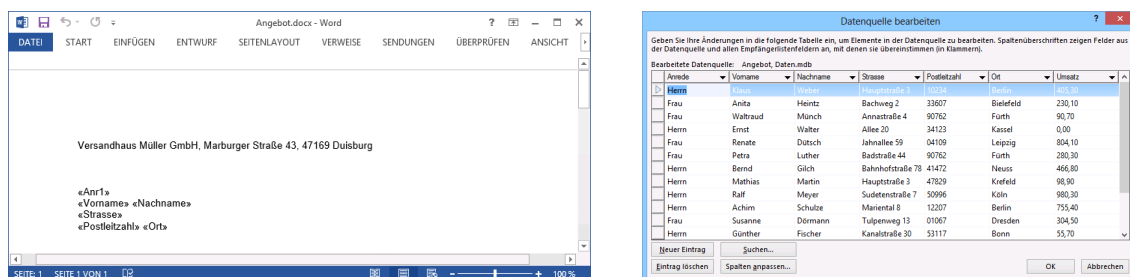 Angebot.docx - Word
DATEI START EINFÜGEN ENTWURF SEITENLAYOUT VERWEISE SENDUNGEN ÜBERPRÜFEN ANSICHT
Versandhaus Müller GmbH, Marburger Straße 43, 47169 Duisburg
«Anr1»
«Vorname» «Nachname»
«Strasse»
«Postleitzahl» «Ort»
SEITE: 1 SEITE 1 VON 1 100 %
Datenquelle bearbeiten
Geben Sie Ihre Änderungen in die folgende Tabelle ein, um Elemente in der Datenquelle zu bearbeiten. Spaltenüberschriften zeigen Felder aus
der Datenquelle und allen Empfängerlistenfeldern an, mit denen sie übereinstimmen (in Klammern).
Bearbeitete Datenquelle: Angebot, Daten.mdb
Anrede Vorname Nachname Strasse Postleitzahl Ort Umsatz
Herrn Klaus Weber Hauptstraße 3 10234 Berlin 405,30
Frau Anita Heintz Bachweg 2 33607 Bielefeld 230,10
Frau Waltraud Münch Annastraße 4 90762 Fürth 90,70
Herrn Ernst Walter Allee 20 34123 Kassel 0,00
Frau Renate Dütsch Jahnallee 59 04109 Leipzig 804,10
Frau Petra Luther Badstraße 44 90762 Fürth 280,30
Herrn Bernd Gilch Bahnhofstraße 78 41472 Neuss 466,80
Herrn Mathias Martin Hauptstraße 3 47829 Krefeld 98,90
Herrn Ralf Meyer Sudetenstraße 7 50996 Köln 980,30
Herrn Achim Schulze Mariental 8 12207 Berlin 755,40
Frau Susanne Dörmann Tulpenweg 13 01067 Dresden 304,50
Herrn Günther Fischer Kanalstraße 30 53117 Bonn 55,70
Neuer Eintrag Suchen...
Eintrag löschen Spalten anpassen... OK Abbrechen